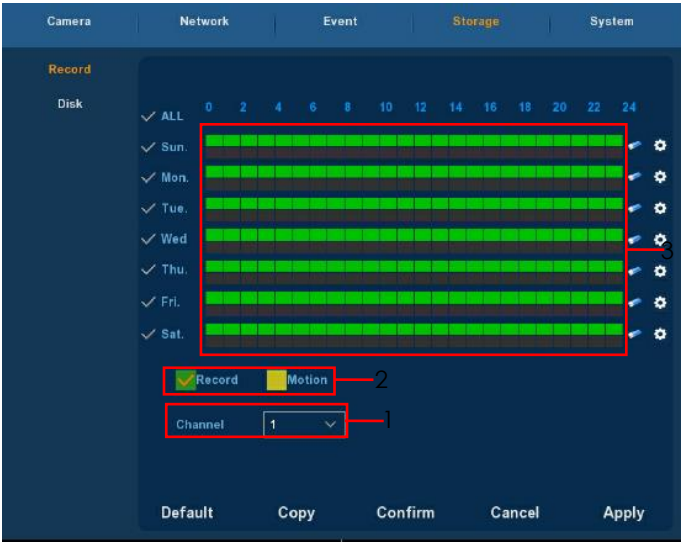 Camera Network Event Storage System
Record
Disk
0 2 4 6 8 10 12 14 16 18 20 22 24
ALL
Sun.
Mon.
Tue.
Wed
3
Thu.
Fri.
Sat.
Record Motion 2
Channel 1 1
Default Copy Confirm Cancel Apply